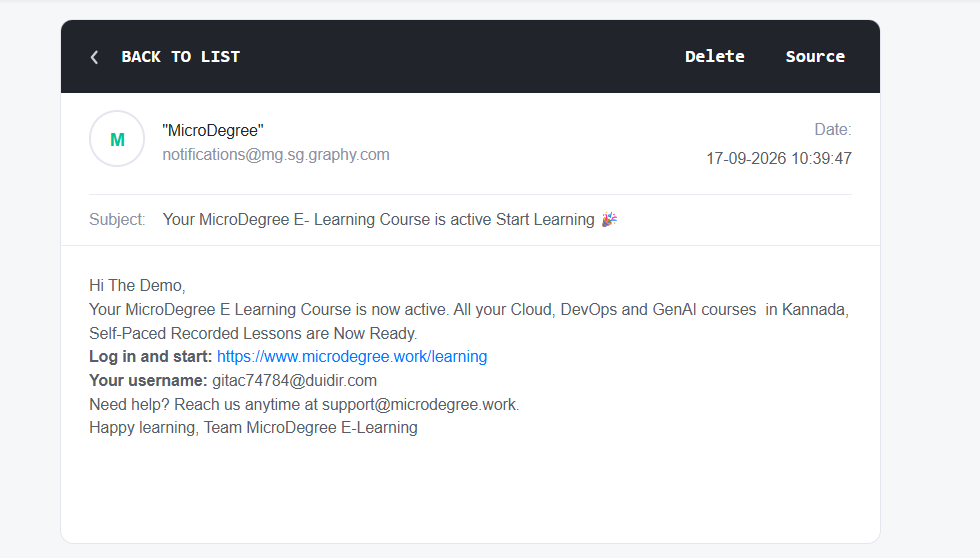 BACK TO LIST Delete Source
M
"MicroDegree" Date:
notifications@mg.sg.graphy.com 17-09-2026 10:39:47
Subject: Your MicroDegree E- Learning Course is active Start Learning 🎉
Hi The Demo,
Your MicroDegree E Learning Course is now active. All your Cloud, DevOps and GenAI courses  in Kannada,
Self-Paced Recorded Lessons are Now Ready.
Log in and start: https://www.microdegree.work/learning
Your username: gitac74784@duidir.com
Need help? Reach us anytime at support@microdegree.work.
Happy learning, Team MicroDegree E-Learning